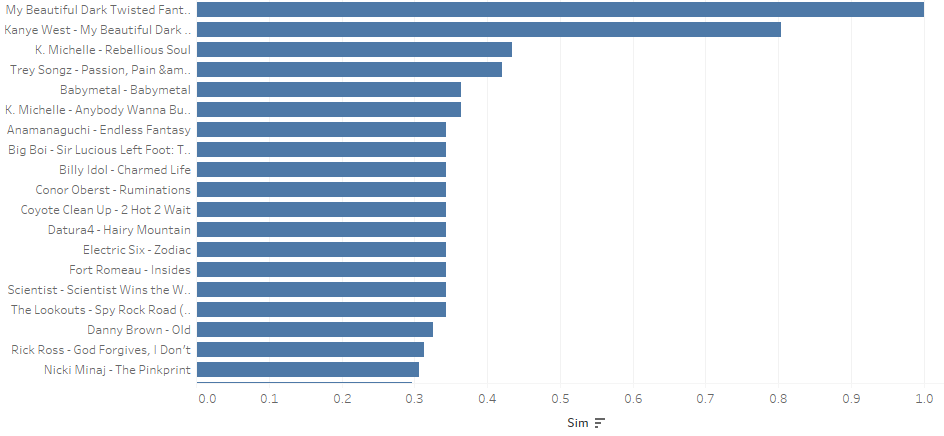 My Beautiful Dark Twisted Fant..
Kanye West - My Beautiful Dark ..
K. Michelle - Rebellious Soul
Trey Songz - Passion, Pain &am..
Babymetal - Babymetal
K. Michelle - Anybody Wanna Bu..
Anamanaguchi - Endless Fantasy
Big Boi - Sir Lucious Left Foot: T..
Billy Idol - Charmed Life
Conor Oberst - Ruminations
Coyote Clean Up - 2 Hot 2 Wait
Datura4 - Hairy Mountain
Electric Six - Zodiac
Fort Romeau - Insides
Scientist - Scientist Wins the W..
The Lookouts - Spy Rock Road (..
Danny Brown - Old
Rick Ross - God Forgives, I Don't
Nicki Minaj - The Pinkprint
0.0 0.1 0.2 0.3 0.4 0.5 0.6 0.7 0.8 0.9 1.0
Sim